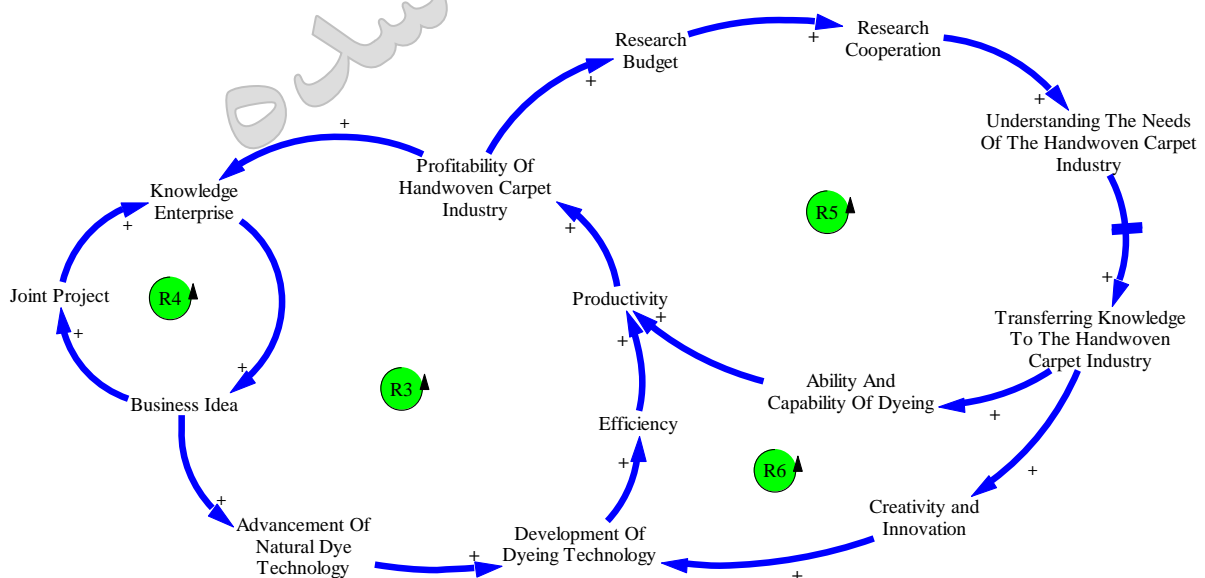 Research
Budget
+
+
Research
Cooperation
+
Understanding The Needs
Of The Handwoven Carpet
Industry
+
Profitability Of
Handwoven Carpet
Industry
Knowledge
Enterprise
+
+
R5
Joint Project
R4
+
+
Productivity
+
+
+
Transferring Knowledge
To The Handwoven
Carpet Industry
R3
Business Idea
Ability And
Capability Of Dyeing
+
Efficiency
+
R6
+
+
Creativity and
Innovation
Advancement Of
Natural Dye
Technology
+
Development Of
Dyeing Technology
+